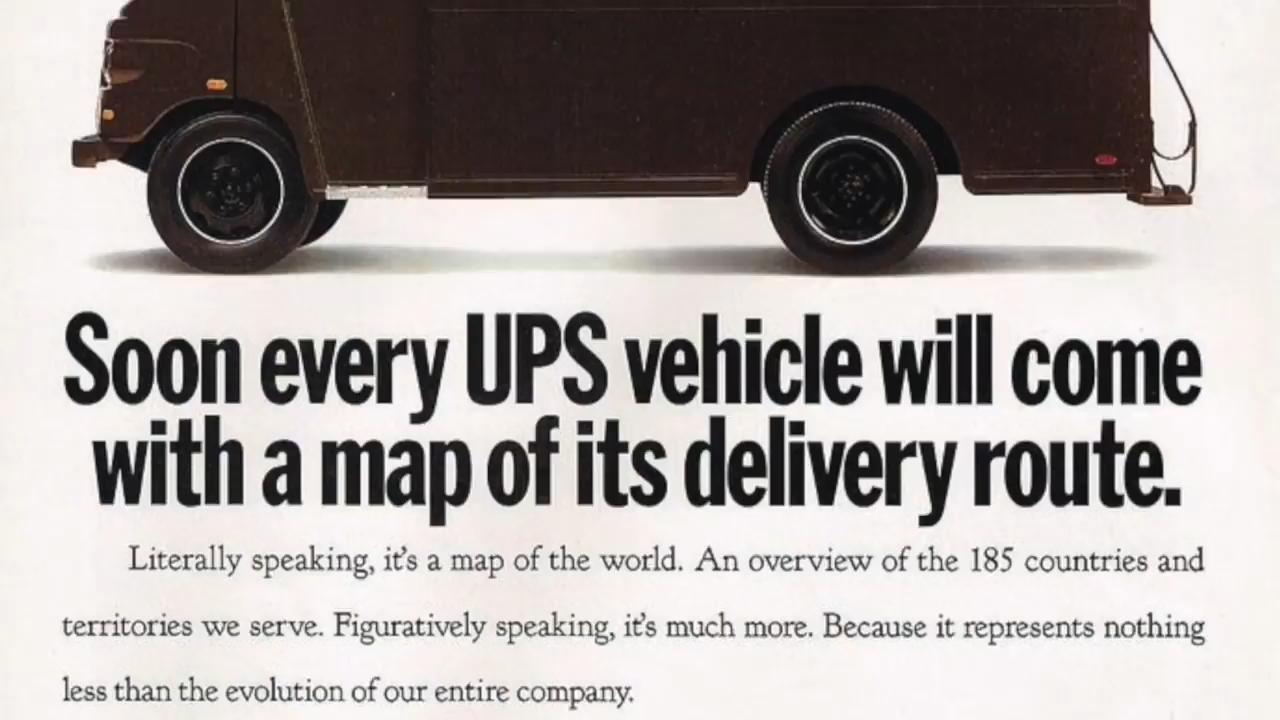 Soon every UPS vehicle will come
with a map of its delivery route.
Literally speaking, it's a map of the world. An overview of the 185 countries and
territories we serve. Figuratively speaking, it's much more. Because it represents nothing
less than the evolution of our entire company.